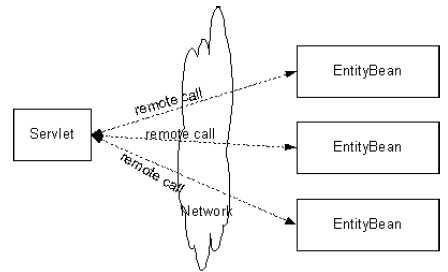 EntityBean
remote call
Servlet
remote call
EntityBean
remote call
Network
EntityBean